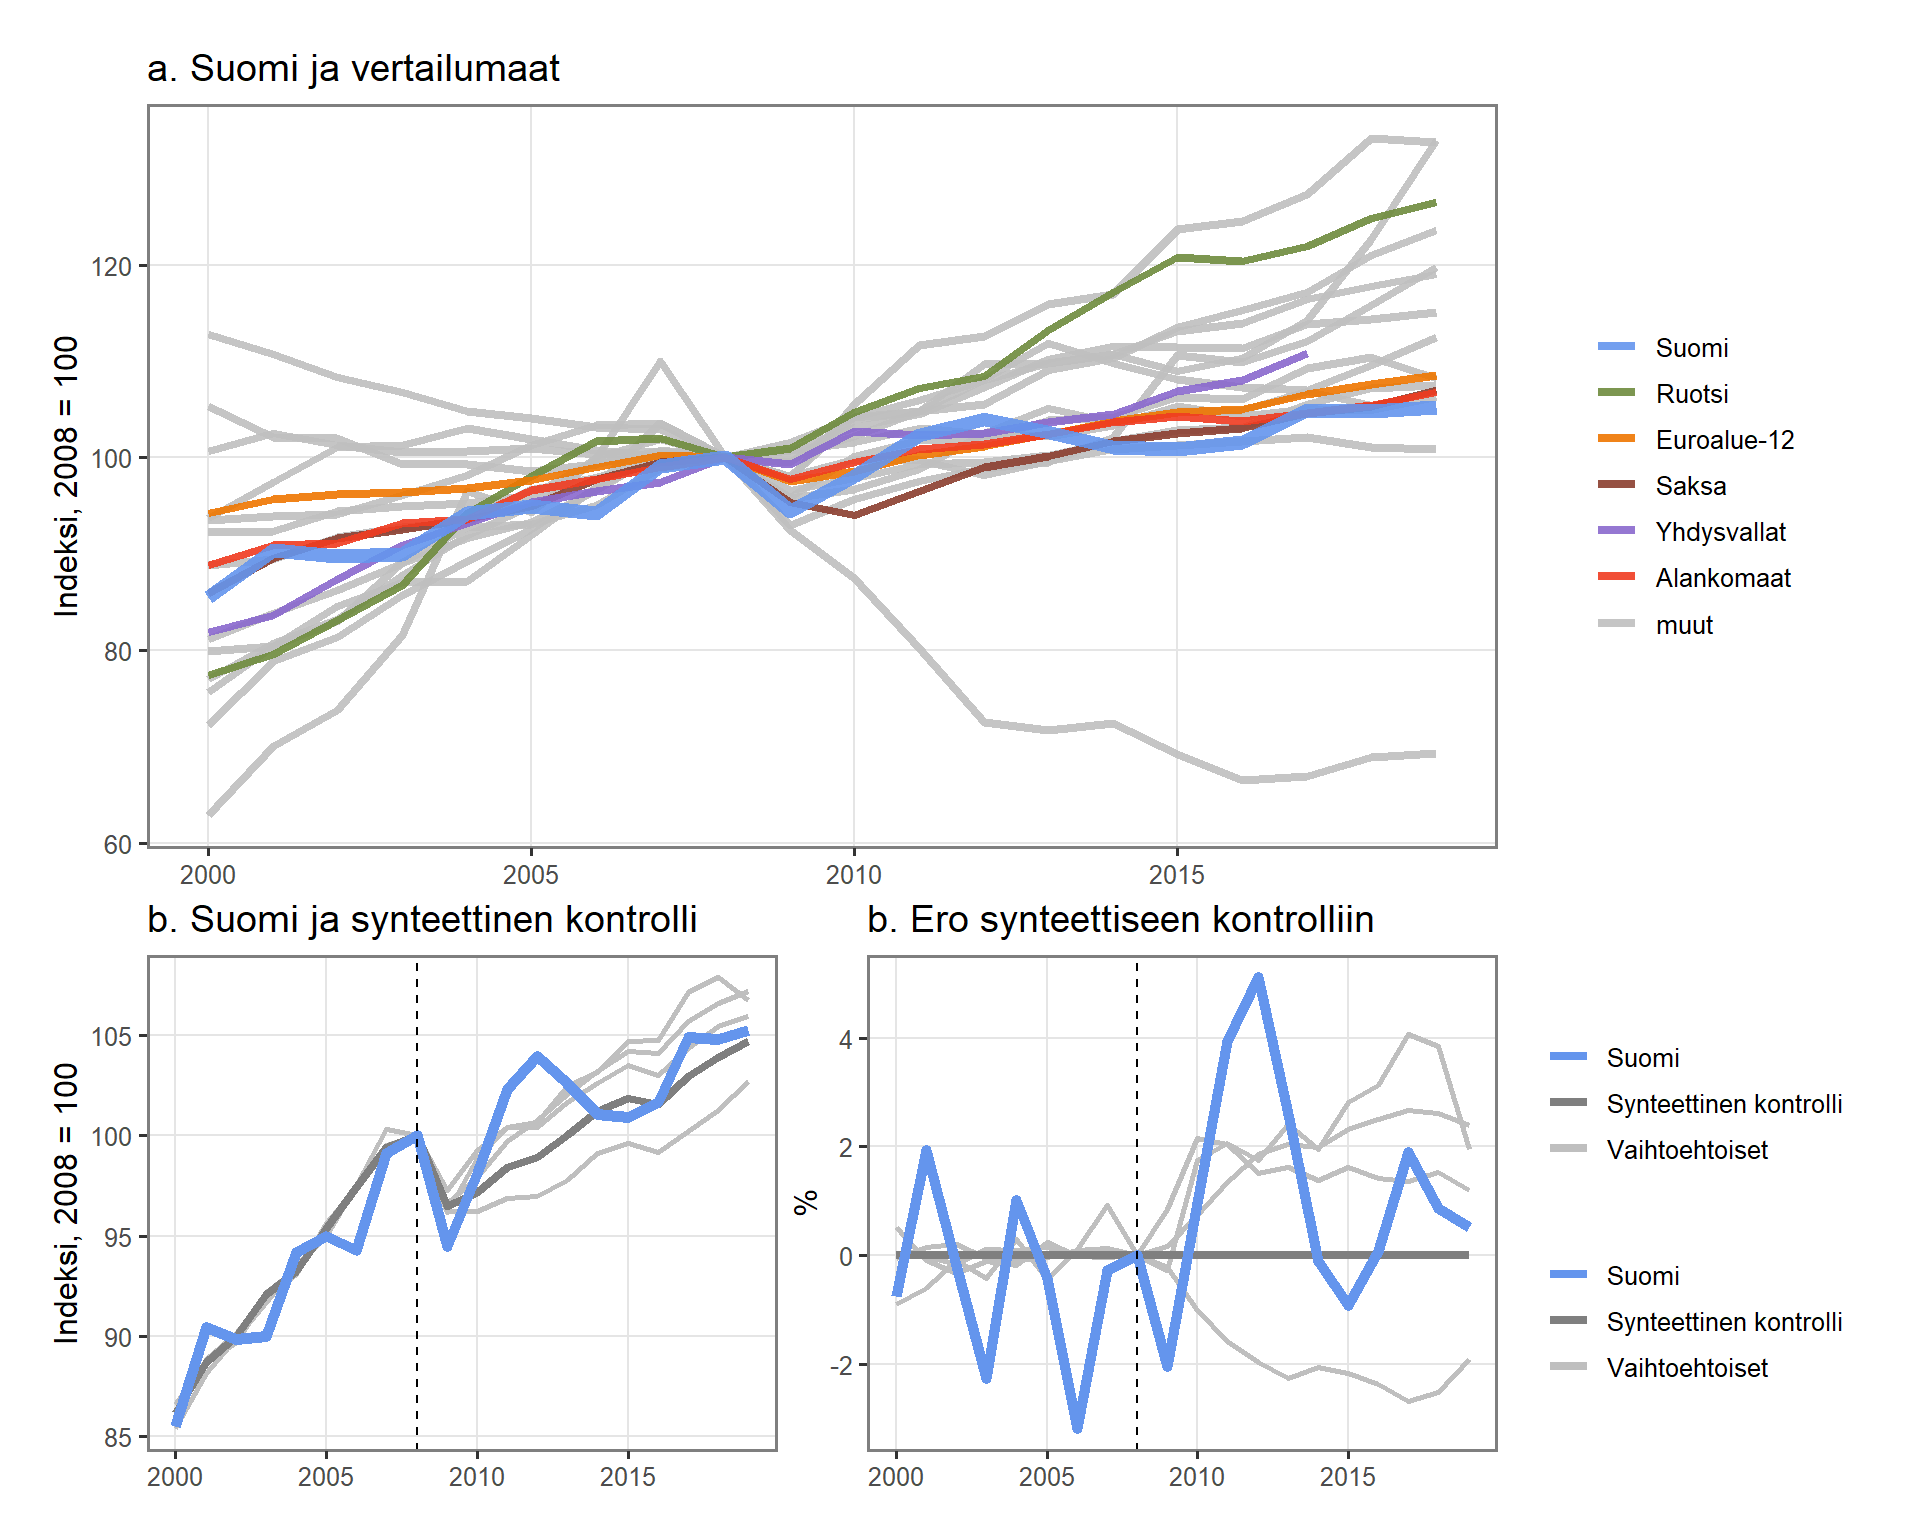 a. Suomi ja vertailumaat
Indeksi, 2008 = 100
120
100
80
60
2000
2005
2010
2015
Suomi
Ruotsi
Euroalue-12
Saksa
Yhdysvallat
Alankomaat
muut
b. Suomi ja synteettinen kontrolli
Indeksi, 2008 = 100
105
100
95
90
85
2000
2005
2010
2015
b. Ero synteettiseen kontrolliin
%
4
2
0
-2
2000
2005
2010
2015
Suomi
Synteettinen kontrolli
Vaihtoehtoiset
Suomi
Synteettinen kontrolli
Vaihtoehtoiset